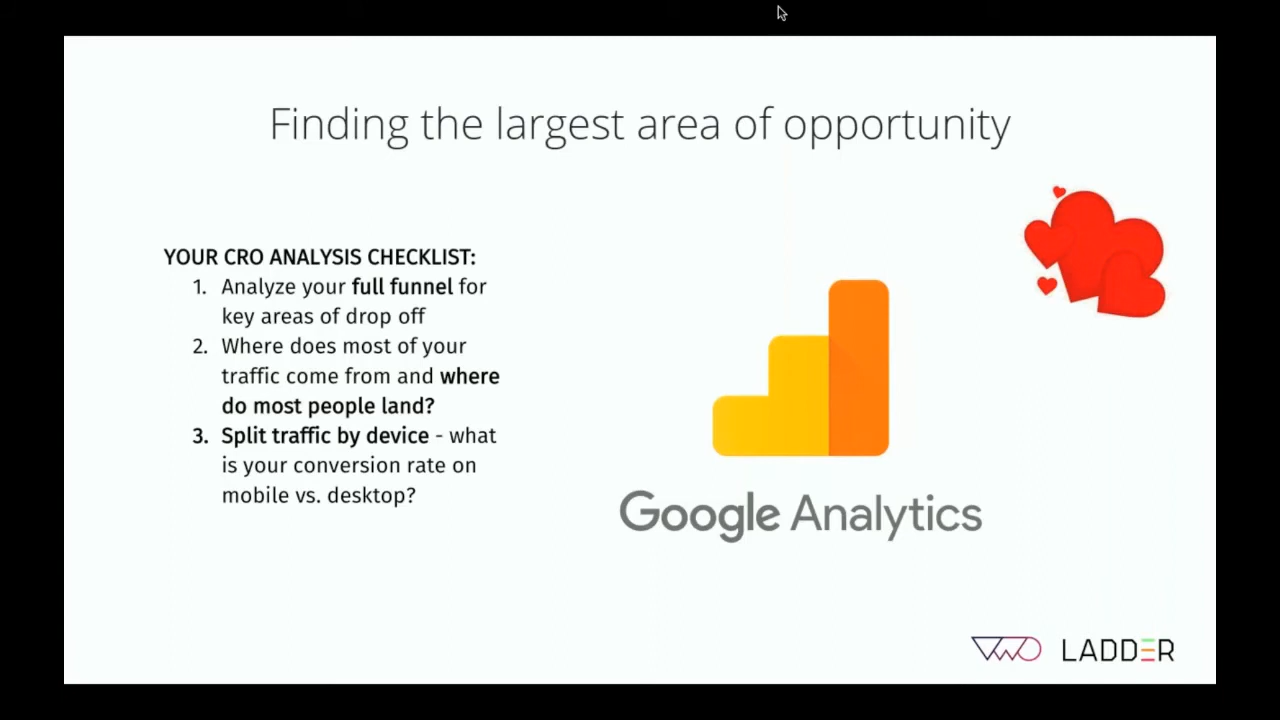 Finding the largest area of opportunity
YOUR CRO ANALYSIS CHECKLIST:
1. Analyze your full funnel for
key areas of drop off
2. Where does most of your
traffic come from and where
do most people land?
3. Split traffic by device - what
is your conversion rate on
mobile vs. desktop?
Google Analytics
VWO LADDER